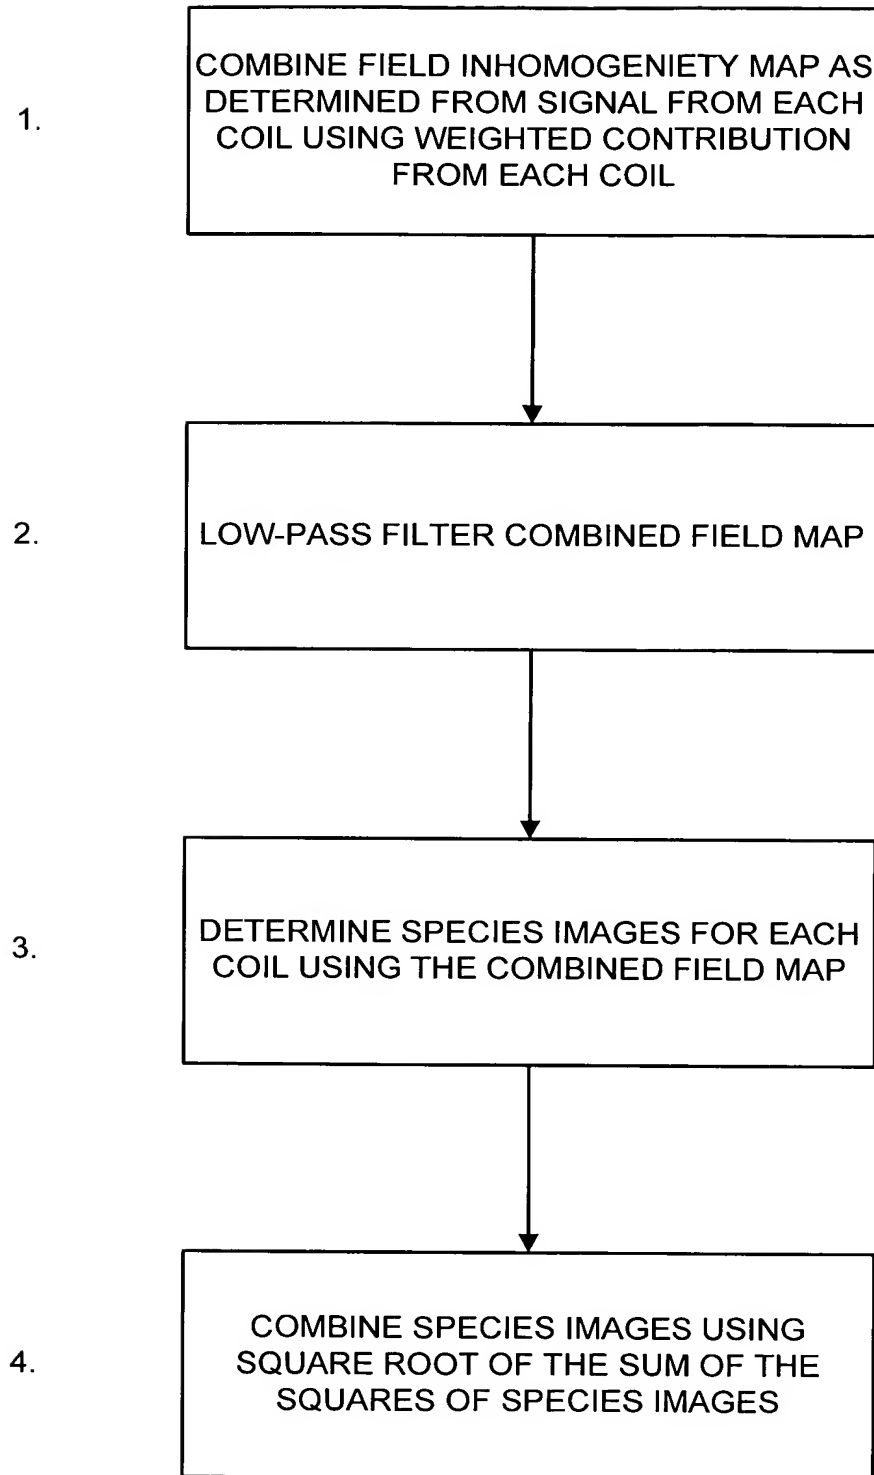 1.
COMBINE FIELD INHOMOGENIETY MAP AS
DETERMINED FROM SIGNAL FROM EACH
COIL USING WEIGHTED CONTRIBUTION
FROM EACH COIL
2.
LOW-PASS FILTER COMBINED FIELD MAP
3.
DETERMINE SPECIES IMAGES FOR EACH
COIL USING THE COMBINED FIELD MAP
4.
COMBINE SPECIES IMAGES USING
SQUARE ROOT OF THE SUM OF THE
SQUARES OF SPECIES IMAGES